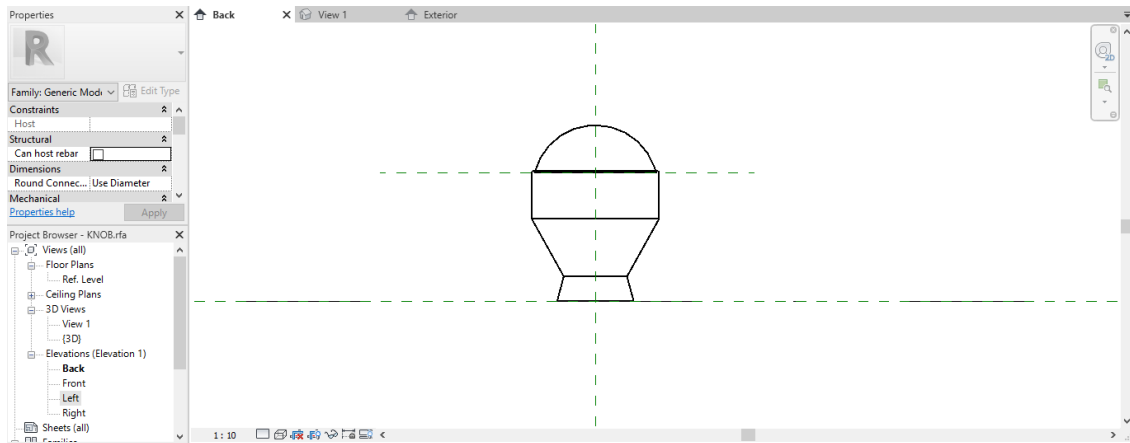 Properties
Back
View 1
Exterior
R
Family: Generic Mode
Edit Type
Constraints
Host
Structural
Can host rebar
Dimensions
Round Connec... Use Diameter
Mechanical
Properties help
Apply
Project Browser - KNOB.rfa
Views (all)
Floor Plans
Ref. Level
Ceiling Plans
3D Views
View 1
{3D}
Elevations (Elevation 1)
Back
Front
Left
Right
Sheets (all)
Families
1 : 10
2D